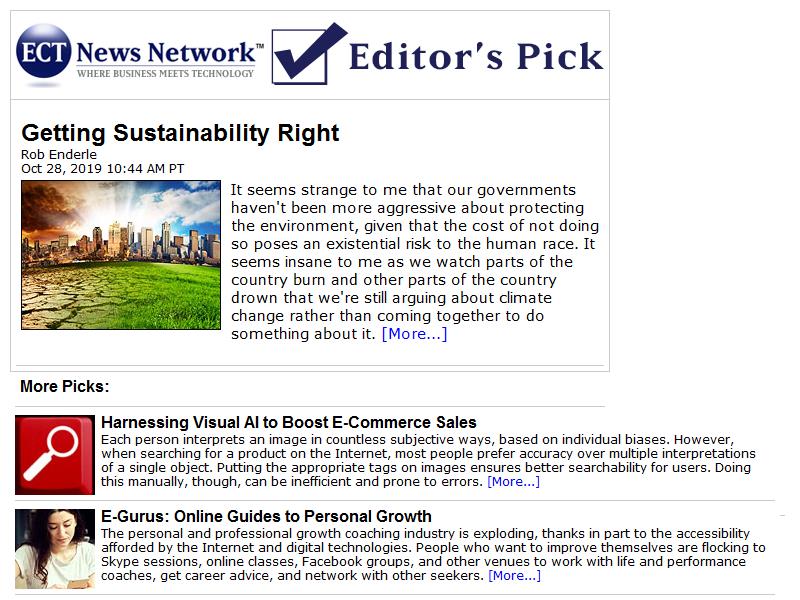 ECT News Network™
WHERE BUSINESS MEETS TECHNOLOGY
Editor's Pick
Getting Sustainability Right
Rob Enderle
Oct 28, 2019 10:44 AM PT
It seems strange to me that our governments
haven't been more aggressive about protecting
the environment, given that the cost of not doing
so poses an existential risk to the human race. It
seems insane to me as we watch parts of the
country burn and other parts of the country
drown that we're still arguing about climate
change rather than coming together to do
something about it. [More...]
More Picks:
Harnessing Visual AI to Boost E-Commerce Sales
Each person interprets an image in countless subjective ways, based on individual biases. However,
when searching for a product on the Internet, most people prefer accuracy over multiple interpretations
of a single object. Putting the appropriate tags on images ensures better searchability for users. Doing
this manually, though, can be inefficient and prone to errors. [More...]
E-Gurus: Online Guides to Personal Growth
The personal and professional growth coaching industry is exploding, thanks in part to the accessibility
afforded by the Internet and digital technologies. People who want to improve themselves are flocking to
Skype sessions, online classes, Facebook groups, and other venues to work with life and performance
coaches, get career advice, and network with other seekers. [More...]